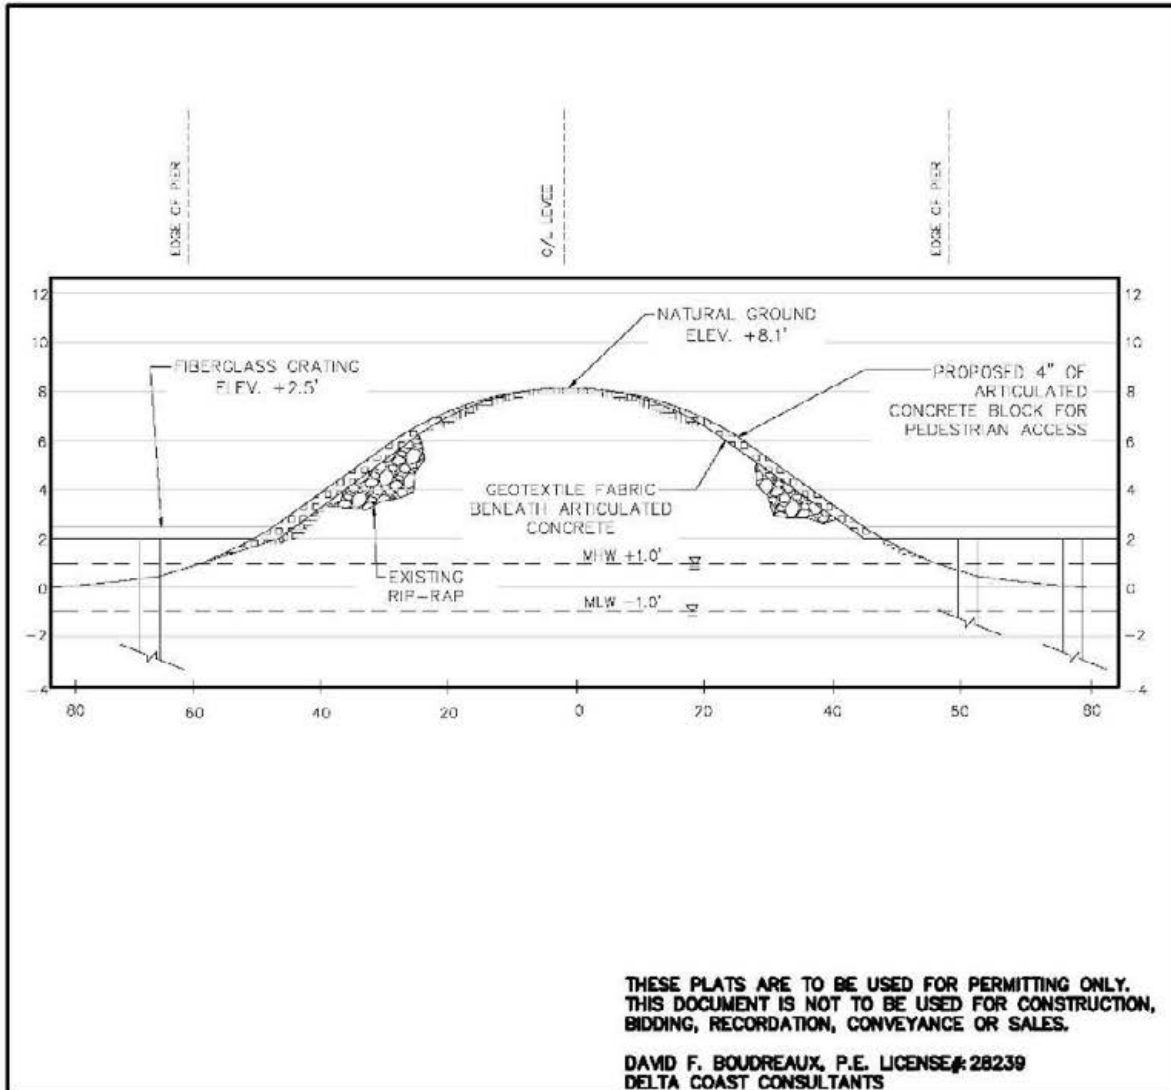 EDGE OF PIER
C/L LEVEE
EDGE OF PIER
12
10
8
6
4
2
0
-2
-4
12
10
8
6
4
2
0
-2
-4
NATURAL GROUND
ELEV. +8.1'
FIBERGLASS GRATING
ELEV. +2.5'
PROPOSED 4" OF
ARTICULATED
CONCRETE BLOCK FOR
PEDESTRIAN ACCESS
GEOTEXTILE FABRIC
BENEATH ARTICULATED
CONCRETE
MHW +1.0'
EXISTING
RIP-RAP
MLW -1.0'
80 60 40 20 0 20 40 60 80
THESE PLATS ARE TO BE USED FOR PERMITTING ONLY.
THIS DOCUMENT IS NOT TO BE USED FOR CONSTRUCTION,
BIDDING, RECORDATION, CONVEYANCE OR SALES.
DAVID F. BOUDREAUX, P.E. LICENSE#: 28239
DELTA COAST CONSULTANTS